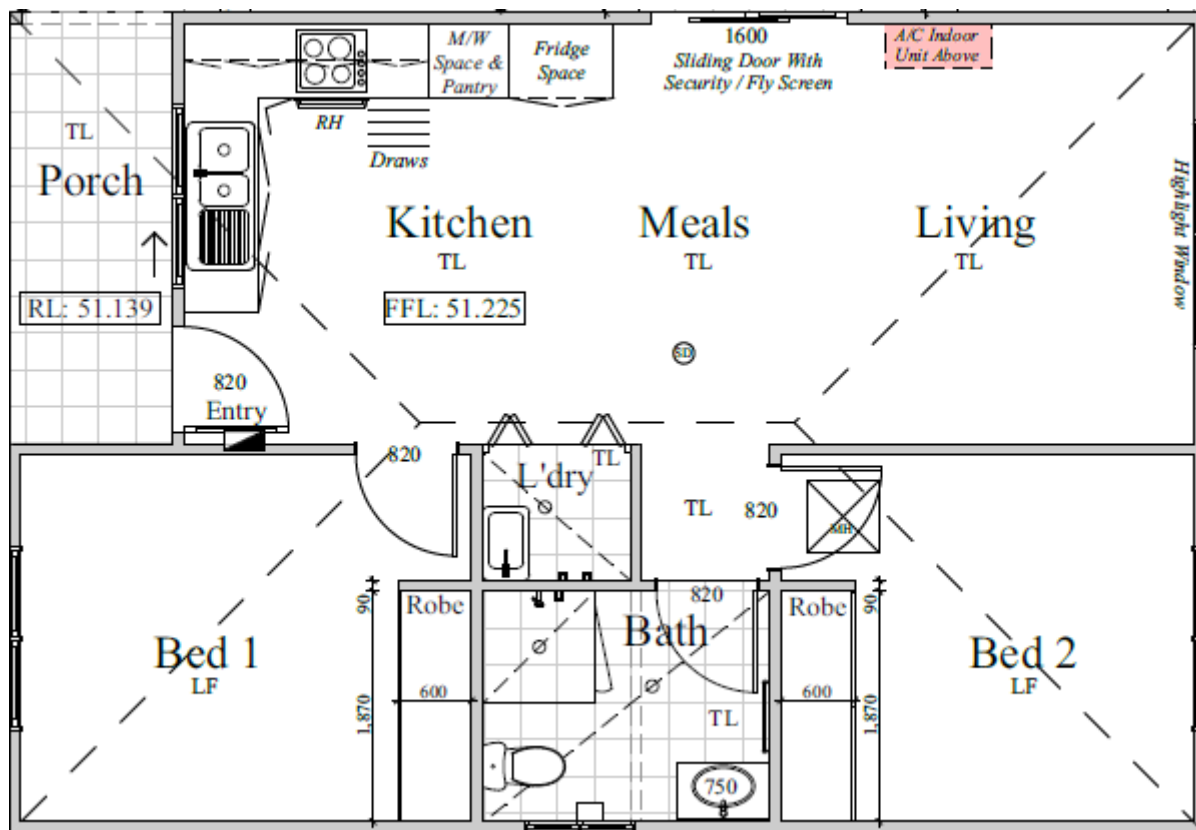 M/W
Space &
Pantry
Fridge
Space
1600
Sliding Door With
Security / Fly Screen
A/C Indoor
Unit Above
TL
Porch
RH
Draws
Kitchen
TL
Meals
TL
Living
TL
Highlight Window
RL: 51.139
FFL: 51.225
SD
820
Entry
820
L'dry
TL
TL
820
MH
Bed 1
LF
90
1,870
Robe
600
820
Bath
TL
750
Robe
600
90
1,870
Bed 2
LF